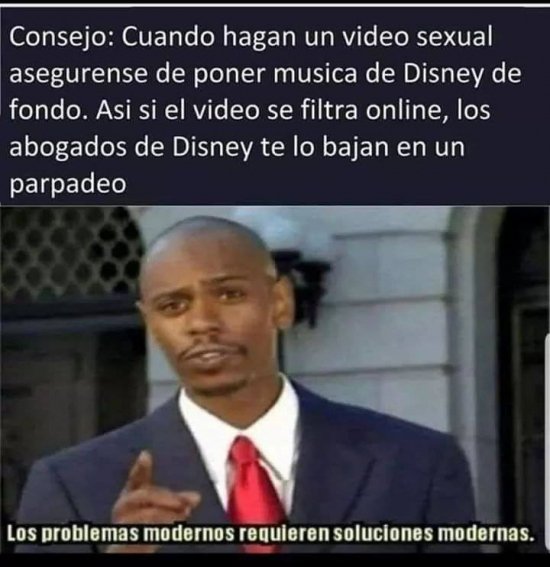 Consejo: Cuando hagan un video sexual
asegurense de poner musica de Disney de
fondo. Asi si el video se filtra online, los
abogados de Disney te lo bajan en un
parpadeo
Los problemas modernos requieren soluciones modernas.